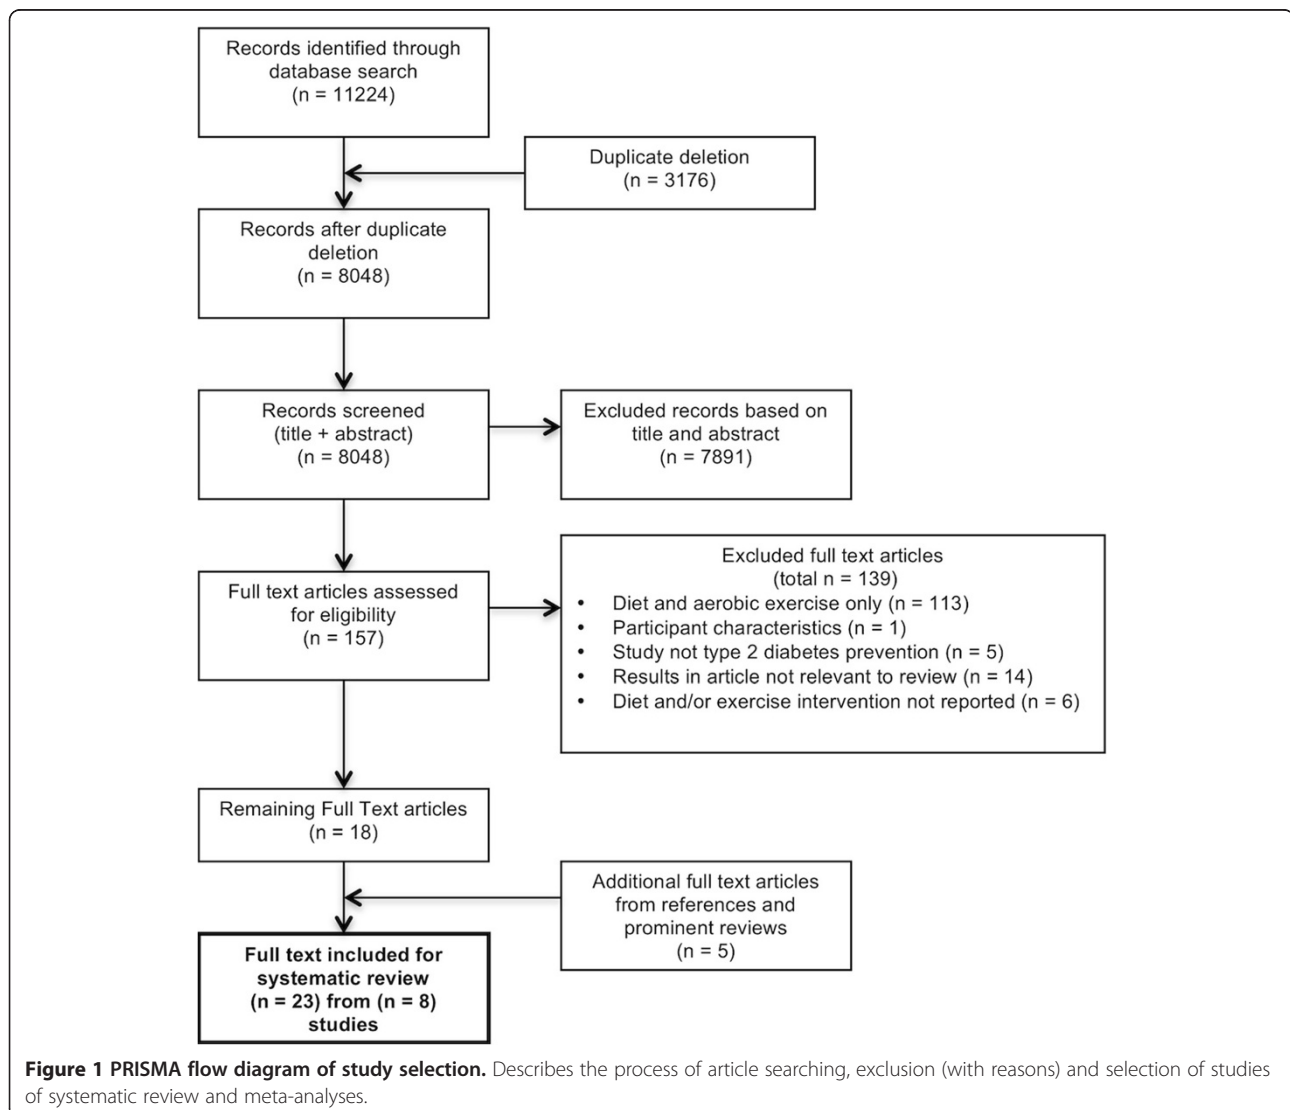 Records identified through
database search
(n = 11224)
Duplicate deletion
(n = 3176)
Records after duplicate
deletion
(n = 8048)
Records screened
(title + abstract)
(n = 8048)
Excluded records based on
title and abstract
(n = 7891)
Full text articles assessed
for eligibility
(n = 157)
Excluded full text articles
(total n = 139)
• Diet and aerobic exercise only (n = 113)
• Participant characteristics (n = 1)
• Study not type 2 diabetes prevention (n = 5)
• Results in article not relevant to review (n = 14)
• Diet and/or exercise intervention not reported (n = 6)
Remaining Full Text articles
(n = 18)
Additional full text articles
from references and
prominent reviews
(n = 5)
Full text included for
systematic review
(n = 23) from (n = 8)
studies
Figure 1 PRISMA flow diagram of study selection. Describes the process of article searching, exclusion (with reasons) and selection of studies
of systematic review and meta-analyses.